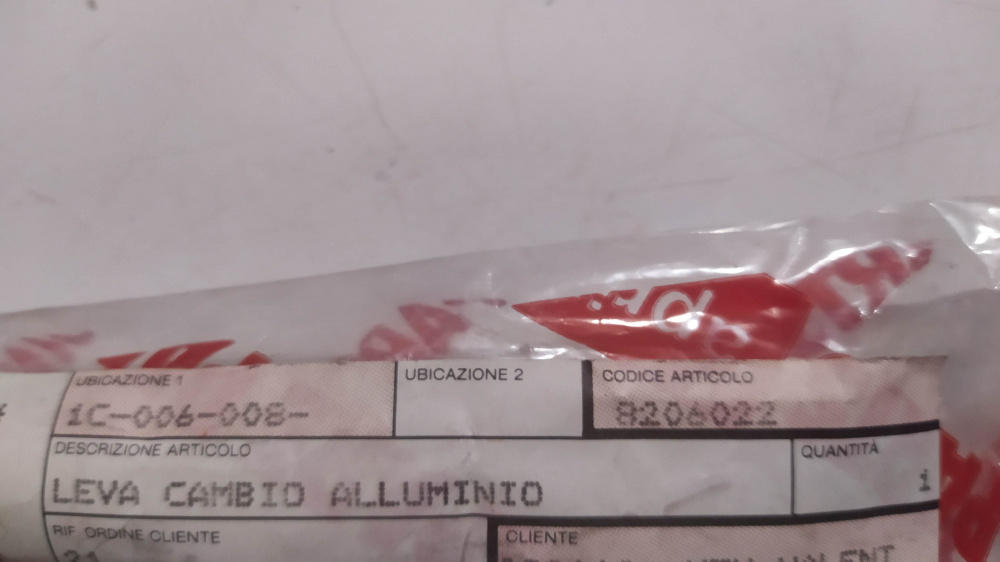 UBICAZIONE 1 UBICAZIONE 2 CODICE ARTICOLO
1C-006-008- 8206022
DESCRIZIONE ARTICOLO QUANTITÀ
LEVA CAMBIO ALLUMINIO 1
RIF. ORDINE CLIENTE CLIENTE